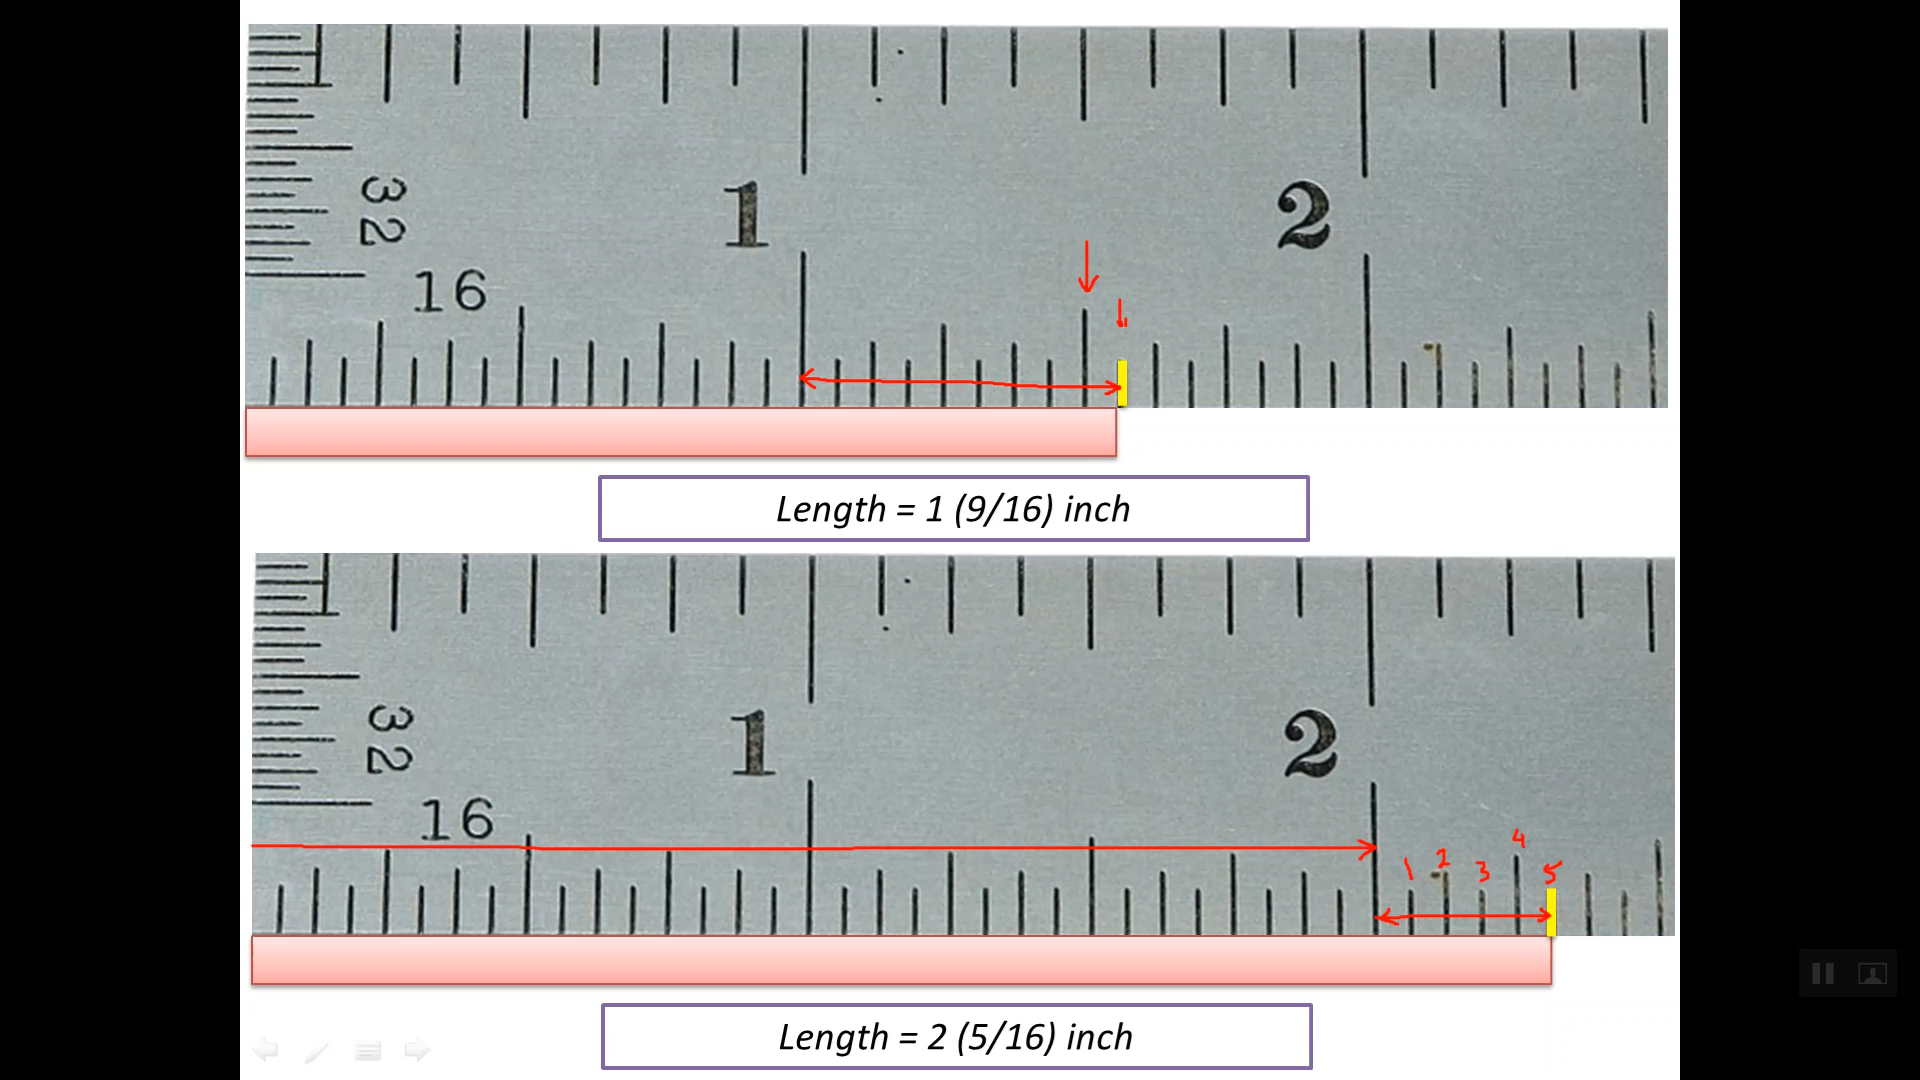 1 2
32
16
Length = 1 (9/16) inch
1 2
32
16
1 2 3 4 5
Length = 2 (5/16) inch